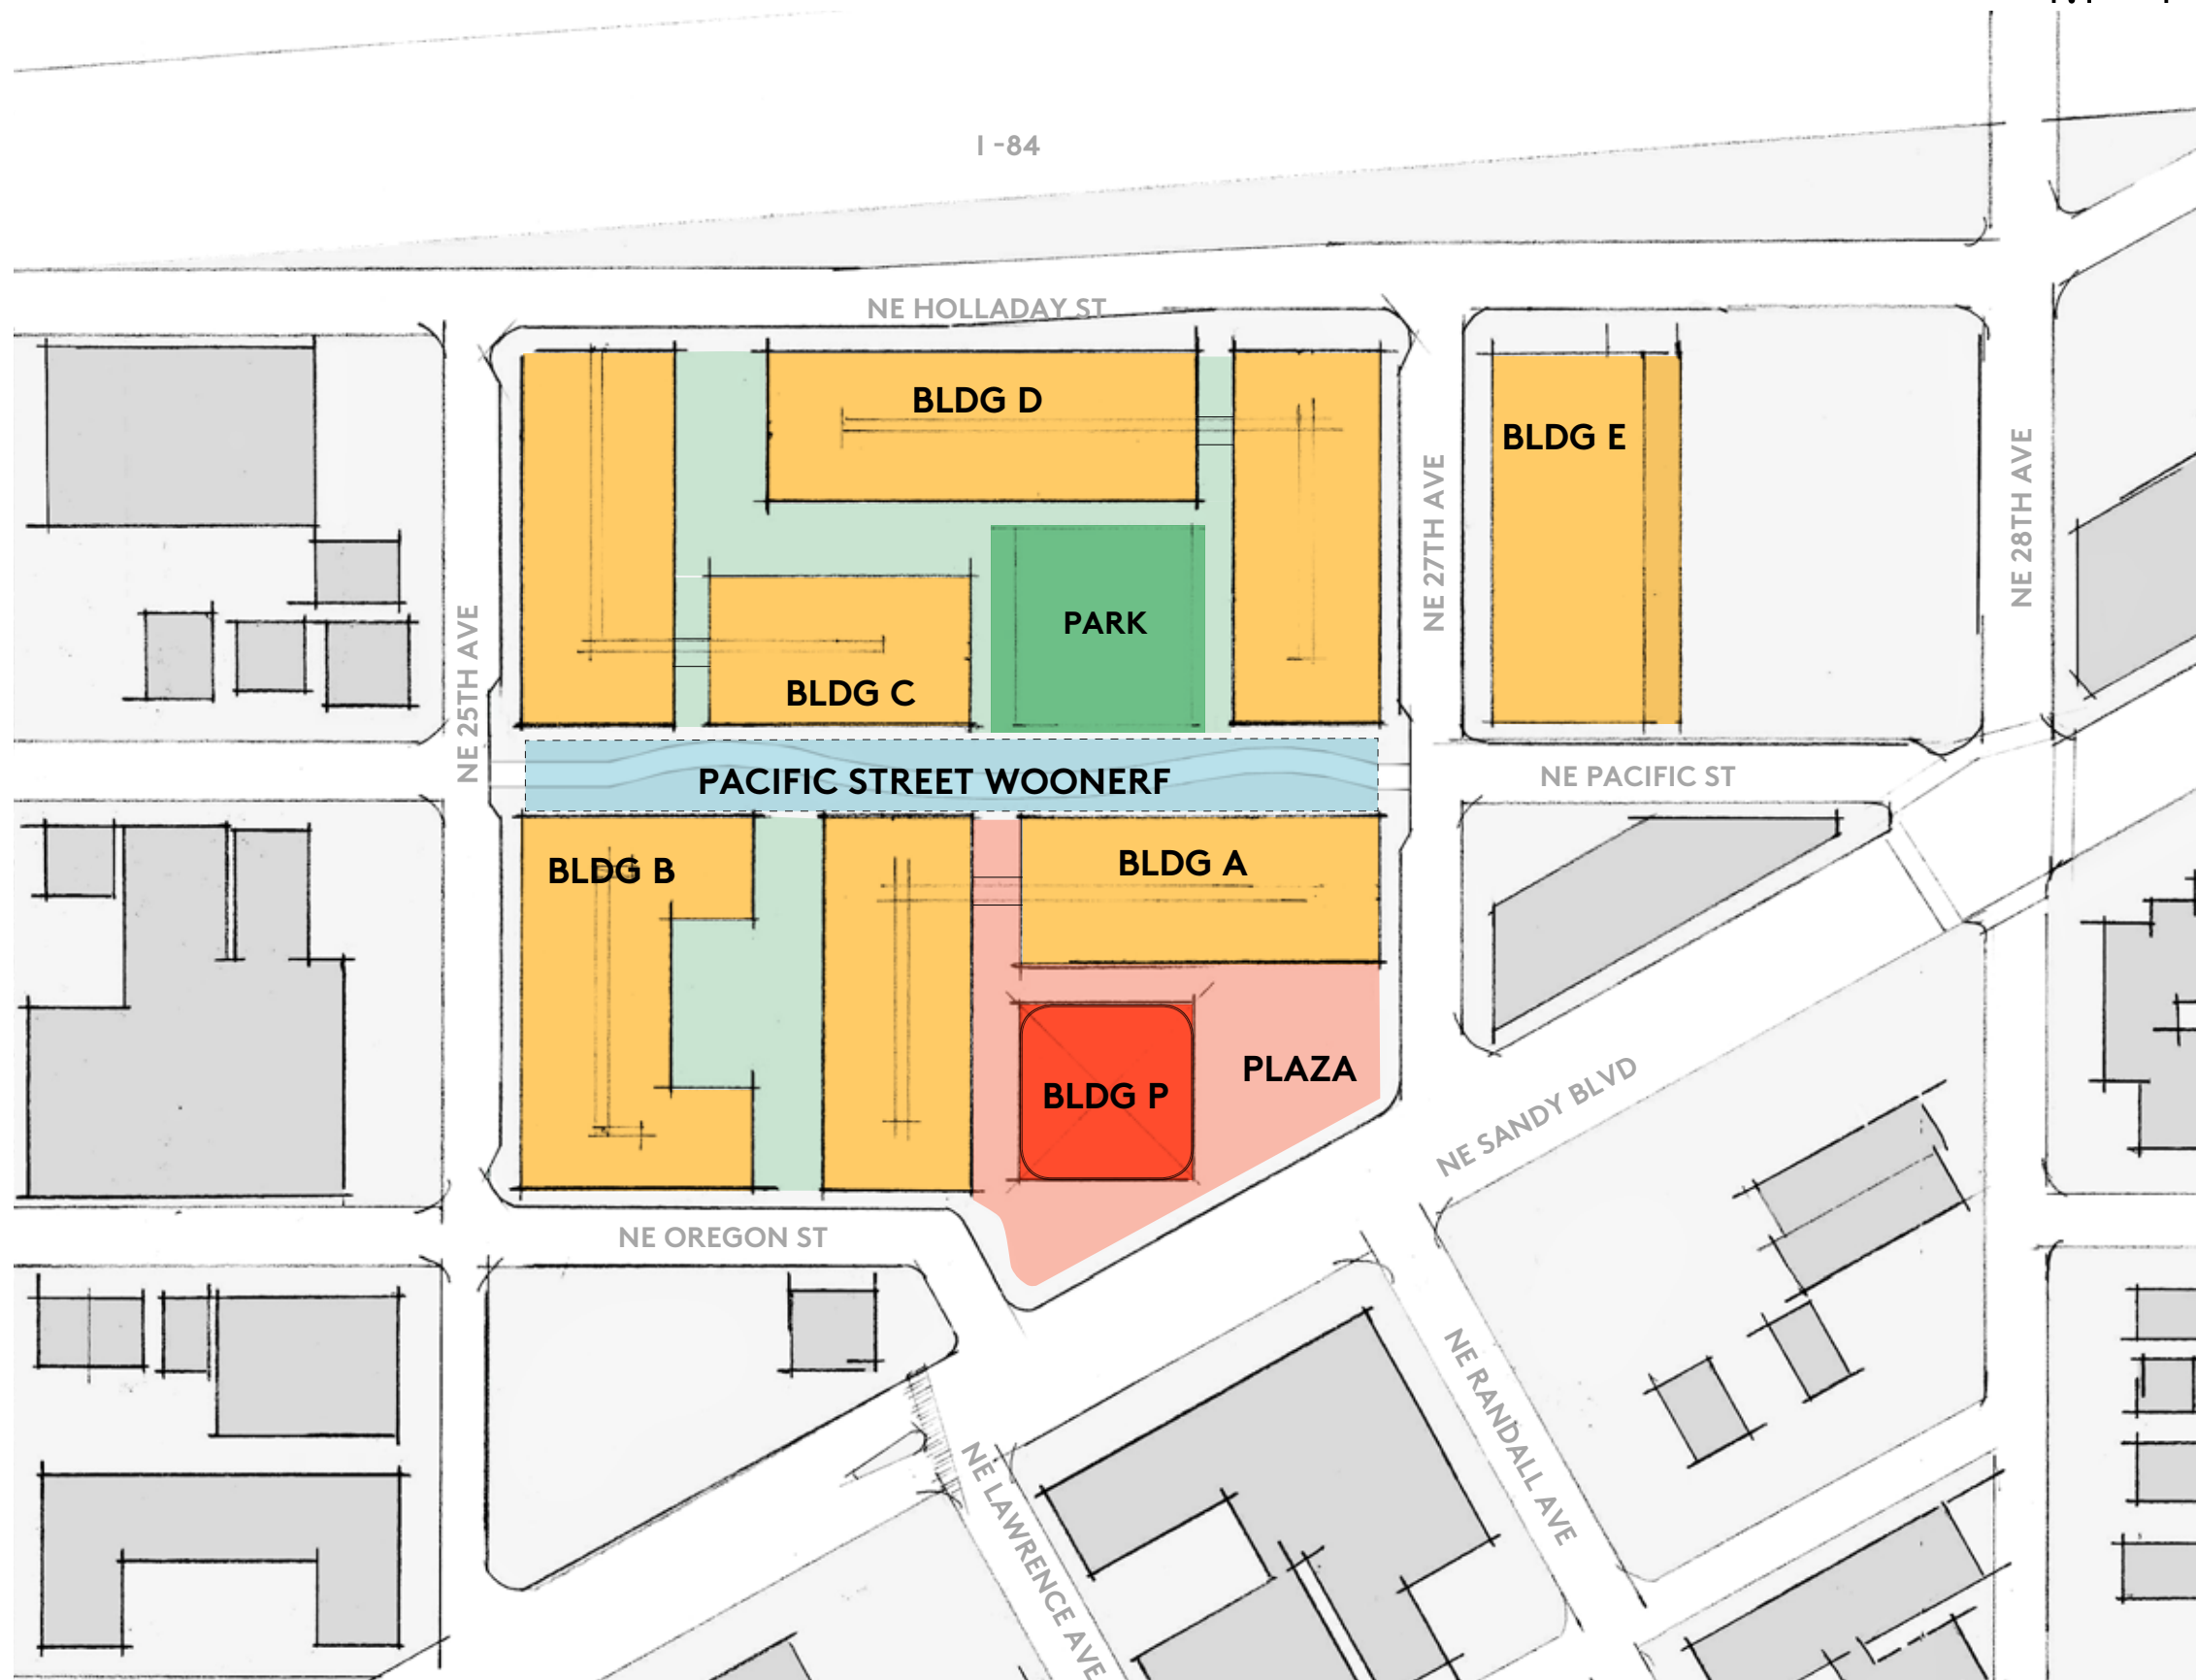 I -84
NE HOLLADAY ST
BLDG D
BLDG E
NE 25TH AVE
NE 27TH AVE
NE 28TH AVE
PARK
BLDG C
PACIFIC STREET WOONERF
NE PACIFIC ST
BLDG B
BLDG A
BLDG P
PLAZA
NE SANDY BLVD
NE OREGON ST
NE LAWRENCE AVE
NE RANDALL AVE